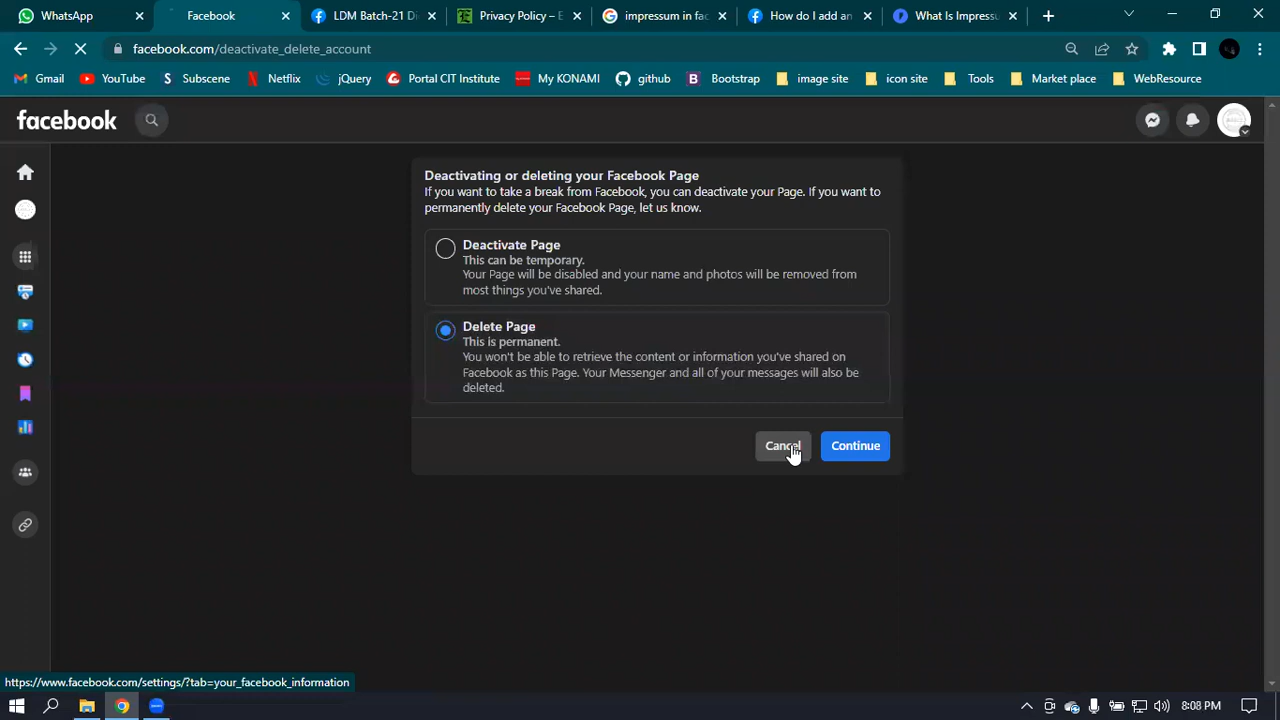 WhatsApp
Facebook
LDM Batch-21 Di
Privacy Policy – E
impressum in fac
How do I add an
What Is Impressu
facebook.com/deactivate_delete_account
Gmail
YouTube
Subscene
Netflix
jQuery
Portal CIT Institute
My KONAMI
github
Bootstrap
image site
icon site
Tools
Market place
WebResource
facebook
Deactivating or deleting your Facebook Page
If you want to take a break from Facebook, you can deactivate your Page. If you want to
permanently delete your Facebook Page, let us know.
Deactivate Page
This can be temporary.
Your Page will be disabled and your name and photos will be removed from
most things you've shared.
Delete Page
This is permanent.
You won't be able to retrieve the content or information you've shared on
Facebook as this Page. Your Messenger and all of your messages will also be
deleted.
Cancel
Continue
https://www.facebook.com/settings/?tab=your_facebook_information
8:08 PM